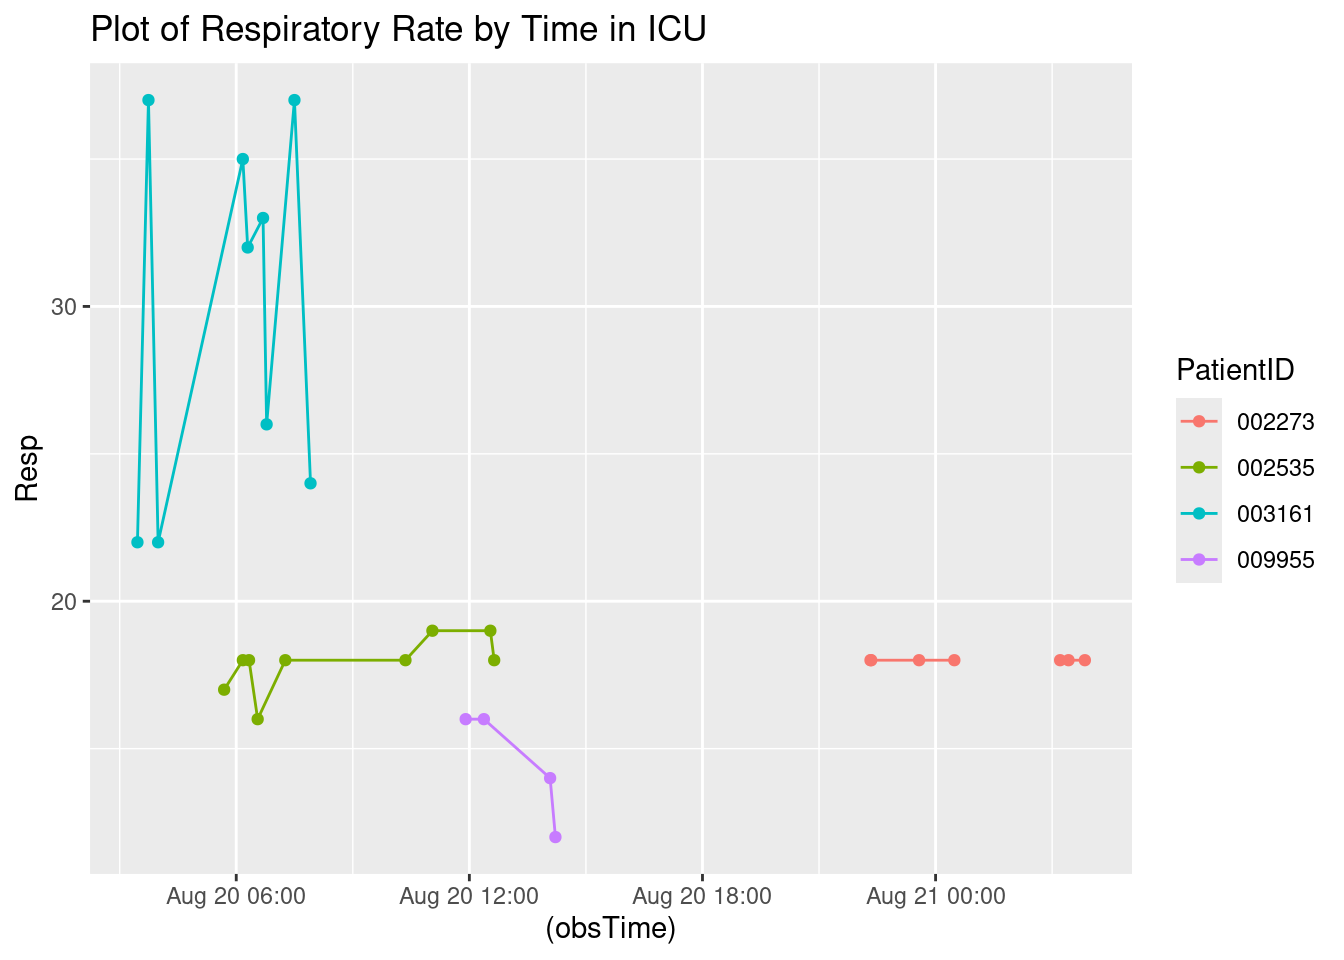 Plot of Respiratory Rate by Time in ICU
Resp
30
20
Aug 20 06:00
Aug 20 12:00
Aug 20 18:00
Aug 21 00:00
(obsTime)
PatientID
002273
002535
003161
009955